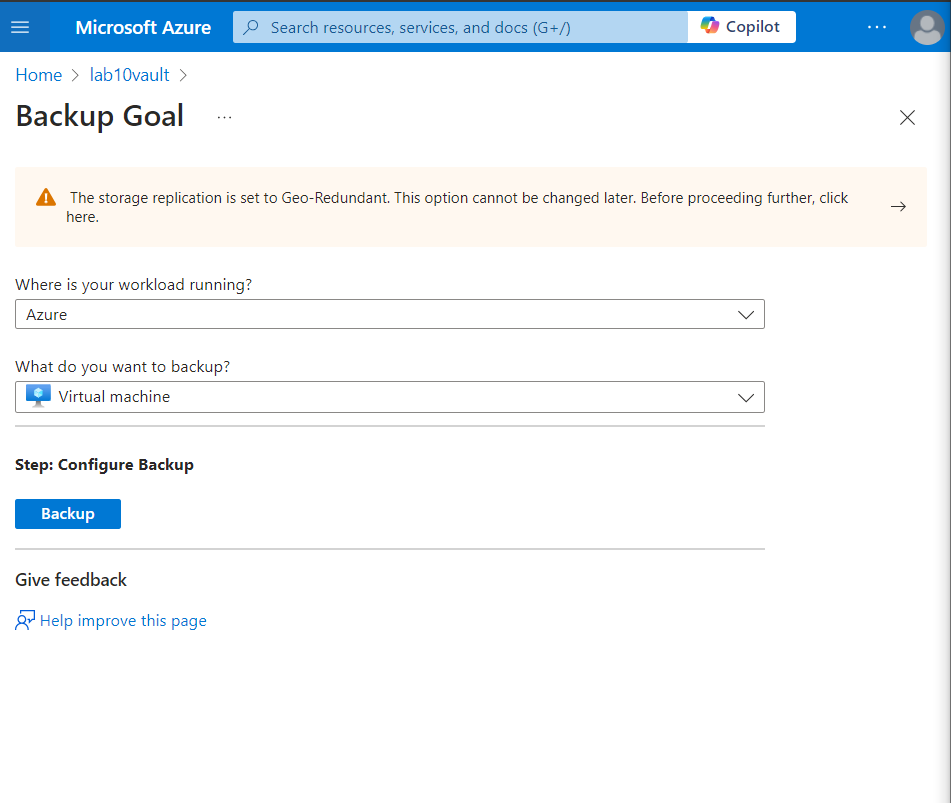 Microsoft Azure
Search resources, services, and docs (G+/)
Copilot
Home
lab10vault
Backup Goal
The storage replication is set to Geo-Redundant. This option cannot be changed later. Before proceeding further, click
here.
Where is your workload running?
Azure
What do you want to backup?
Virtual machine
Step: Configure Backup
Backup
Give feedback
Help improve this page